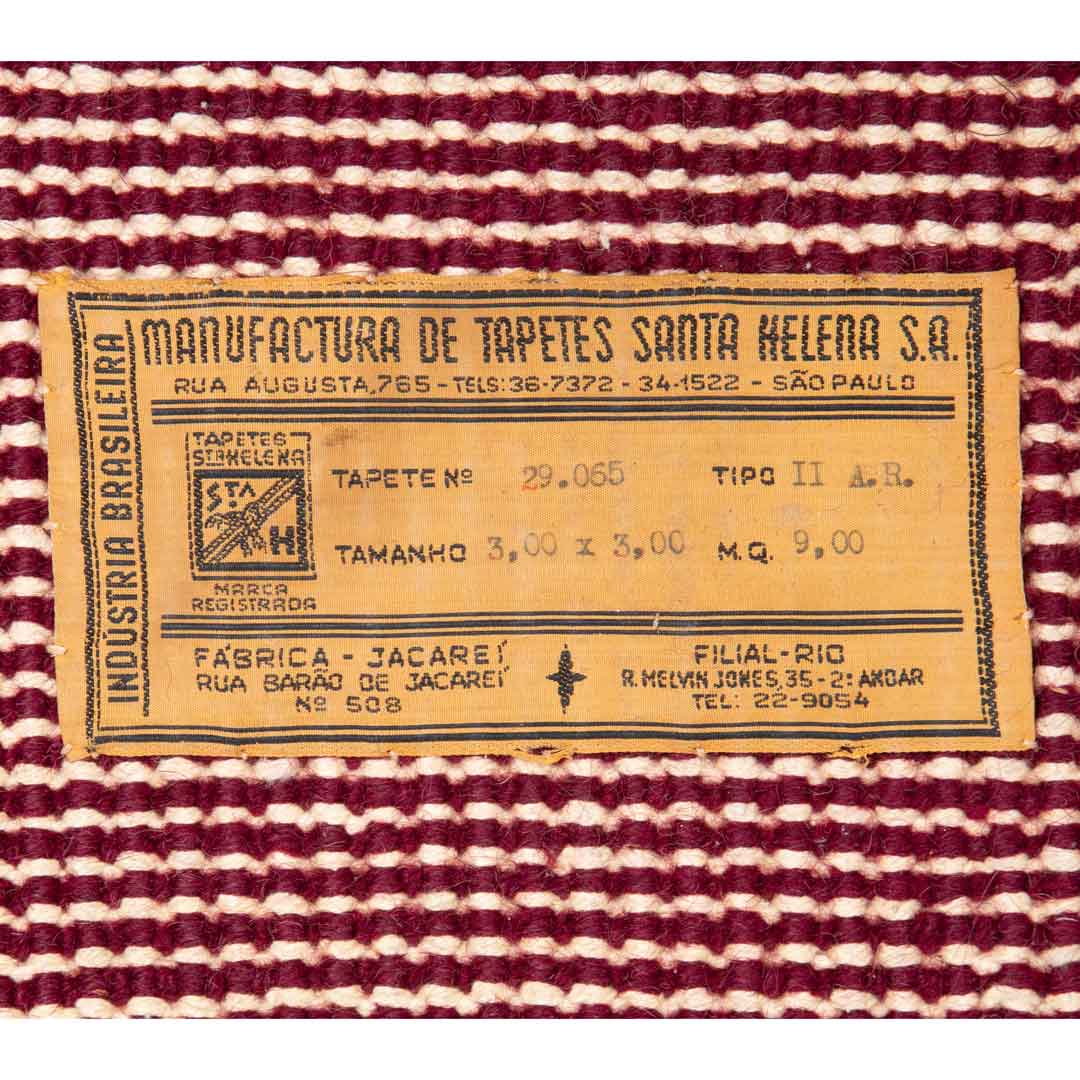 INDÚSTRIA BRASILEIRA
MANUFACTURA DE TAPETES SANTA HELENA S.A.
RUA AUGUSTA, 765 - TELS: 36-7372 - 34-1522 - SÃO PAULO
TAPETES
STA HELENA
STA
H
MARCA
REGISTRADA
TAPETE Nº 29.065 TIPO II A.R.
TAMANHO 3,00 x 3,00 M.Q. 9,00
FÁBRICA - JACAREÍ
RUA BARÃO DE JACAREÍ
Nº 508
FILIAL - RIO
R. MELVIN JONES, 35 - 2º ANDAR
TEL: 22-9054